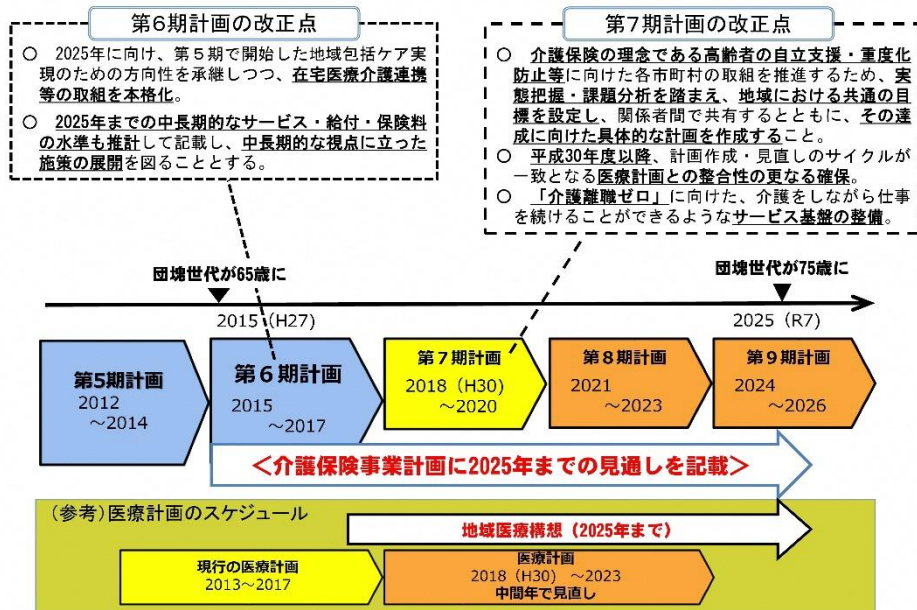 第6期計画の改正点
○ 2025年に向け、第5期で開始した地域包括ケア実
現のための方向性を承継しつつ、在宅医療介護連携
等の取組を本格化。
○ 2025年までの中長期的なサービス・給付・保険料
の水準も推計して記載し、中長期的な視点に立った
施策の展開を図ることとする。
第7期計画の改正点
○ 介護保険の理念である高齢者の自立支援・重度化
防止等に向けた各市町村の取組を推進するため、実
態把握・課題分析を踏まえ、地域における共通の目
標を設定し、関係者間で共有するとともに、その達
成に向けた具体的な計画を作成すること。
○ 平成30年度以降、計画作成・見直しのサイクルが
一致となる医療計画との整合性の更なる確保。
○ 「介護離職ゼロ」に向けた、介護をしながら仕事
を続けることができるようなサービス基盤の整備。
団塊世代が65歳に
団塊世代が75歳に
2015（H27)
2025（R7)
第5期計画
2012
～2014
第６期計画
2015
～2017
第７期計画
2018（H30)
～2020
第８期計画
2021
～2023
第９期計画
2024
～2026
＜介護保険事業計画に2025年までの見通しを記載＞
(参考)医療計画のスケジュール
地域医療構想（2025年まで）
現行の医療計画
2013～2017
医療計画
2018（H30) ～2023
中間年で見直し